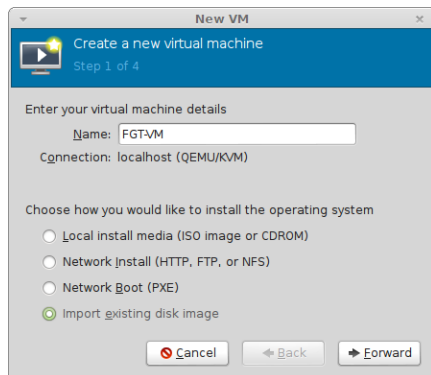 New VM
Create a new virtual machine
Step 1 of 4
Enter your virtual machine details
Name: FGT-VM
Connection: localhost (QEMU/KVM)
Choose how you would like to install the operating system
Local install media (ISO image or CDROM)
Network Install (HTTP, FTP, or NFS)
Network Boot (PXE)
Import existing disk image
Cancel Back Forward